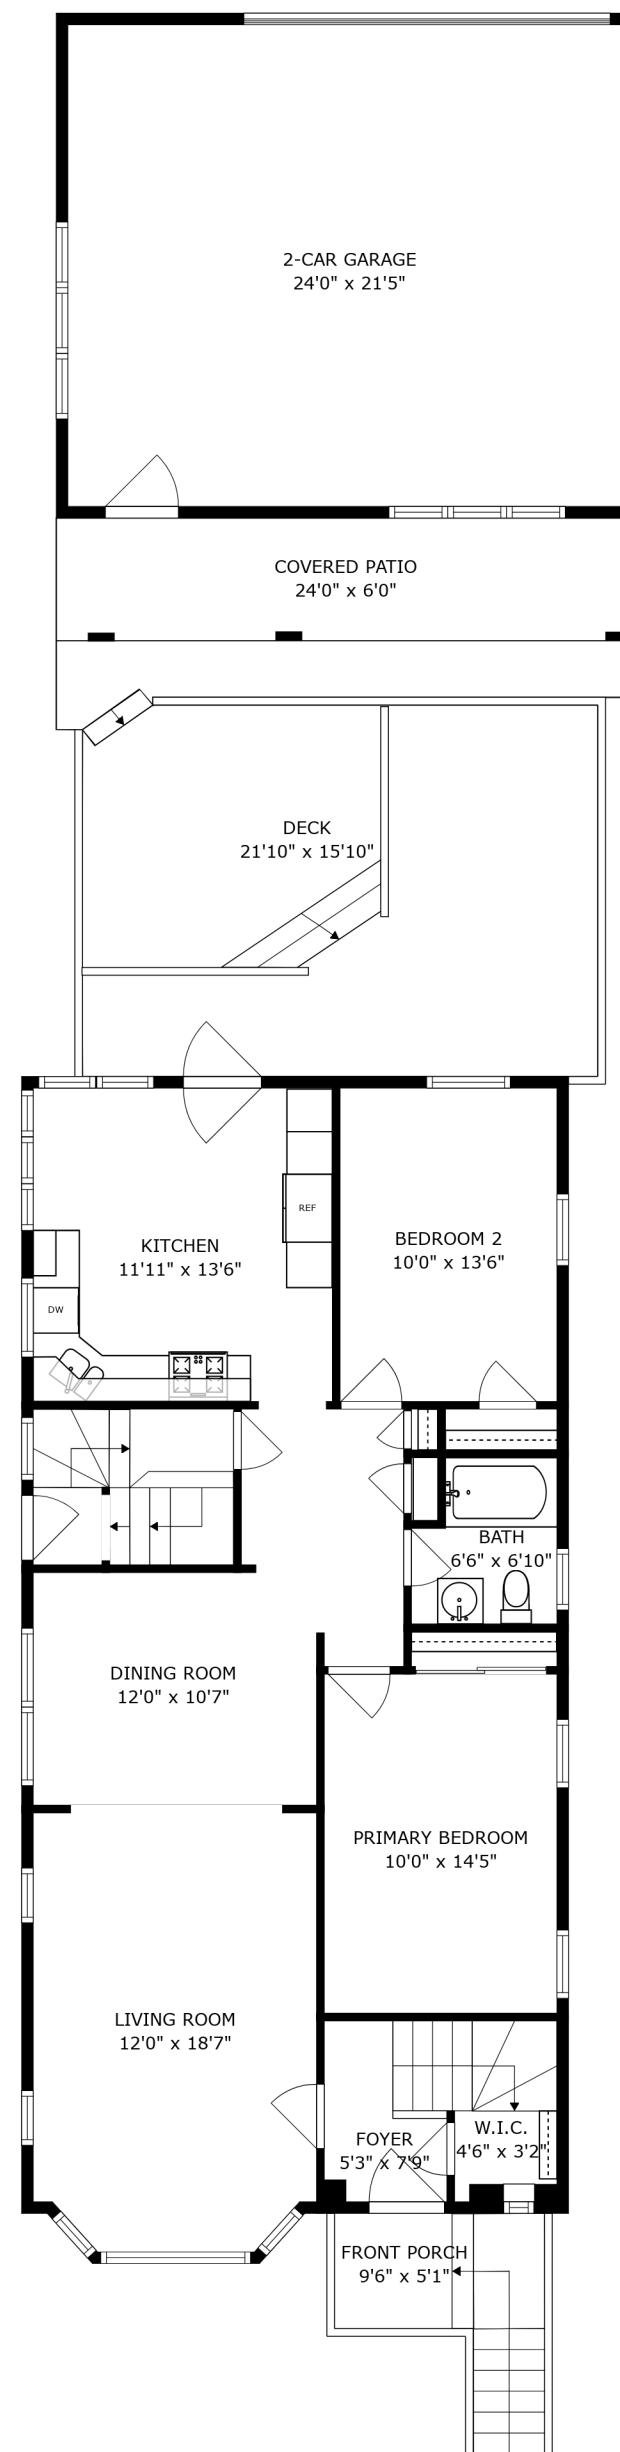 2-CAR GARAGE
24'0" x 21'5"
COVERED PATIO
24'0" x 6'0"
DECK
21'10" x 15'10"
REF
KITCHEN
11'11" x 13'6"
BEDROOM 2
10'0" x 13'6"
DW
BATH
6'6" x 6'10"
DINING ROOM
12'0" x 10'7"
PRIMARY BEDROOM
10'0" x 14'5"
LIVING ROOM
12'0" x 18'7"
W.I.C.
4'6" x 3'2"
FOYER
5'3" x 7'9"
FRONT PORCH
9'6" x 5'1"